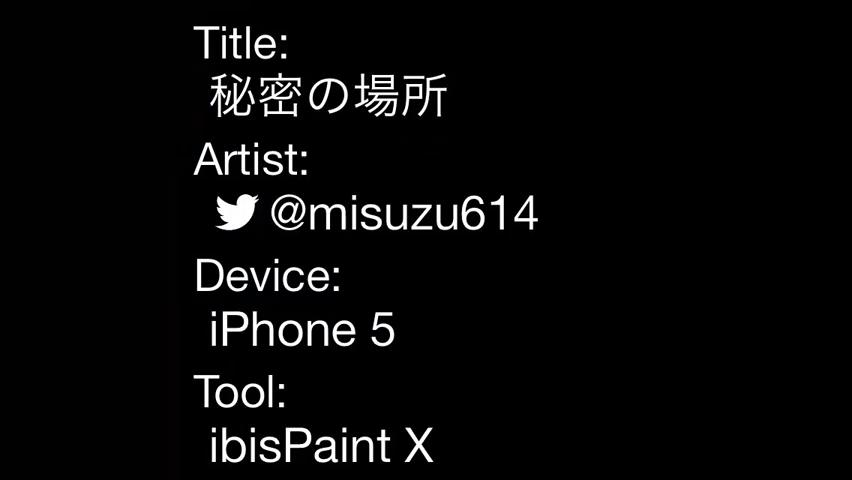 Title:
秘密の場所
Artist:
@misuzu614
Device:
iPhone 5
Tool:
ibisPaint X